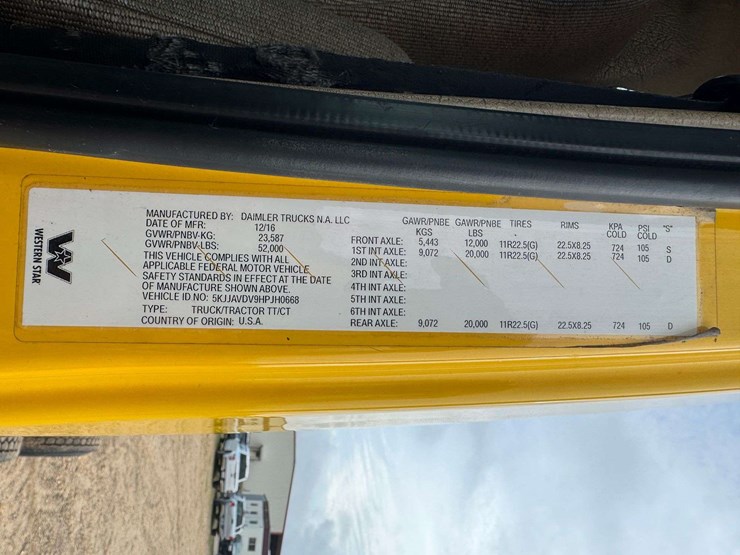 WESTERN STAR
MANUFACTURED BY: DAIMLER TRUCKS N.A. LLC
DATE OF MFR: 12/16
GVWR/PNBV-KG: 23,587
GVWR/PNBV-LBS: 52,000
THIS VEHICLE COMPLIES WITH ALL
APPLICABLE FEDERAL MOTOR VEHICLE
SAFETY STANDARDS IN EFFECT AT THE DATE
OF MANUFACTURE SHOWN ABOVE.
VEHICLE ID.NO: 5KJJAVDV9HPJH0668
TYPE: TRUCK/TRACTOR TT/CT
COUNTRY OF ORIGIN: U.S.A.
GAWR/PNBE GAWR/PNBE TIRES RIMS KPA PSI "S"
KGS LBS - COLD COLD
FRONT AXLE: 5,443 12,000 11R22.5(G) 22.5X8.25 724 105 S
1ST INT AXLE: 9,072 20,000 11R22.5(G) 22.5X8.25 724 105 D
2ND INT AXLE:
3RD INT AXLE:
4TH INT AXLE:
5TH INT AXLE:
6TH INT AXLE:
REAR AXLE: 9,072 20,000 11R22.5(G) 22.5X8.25 724 105 D